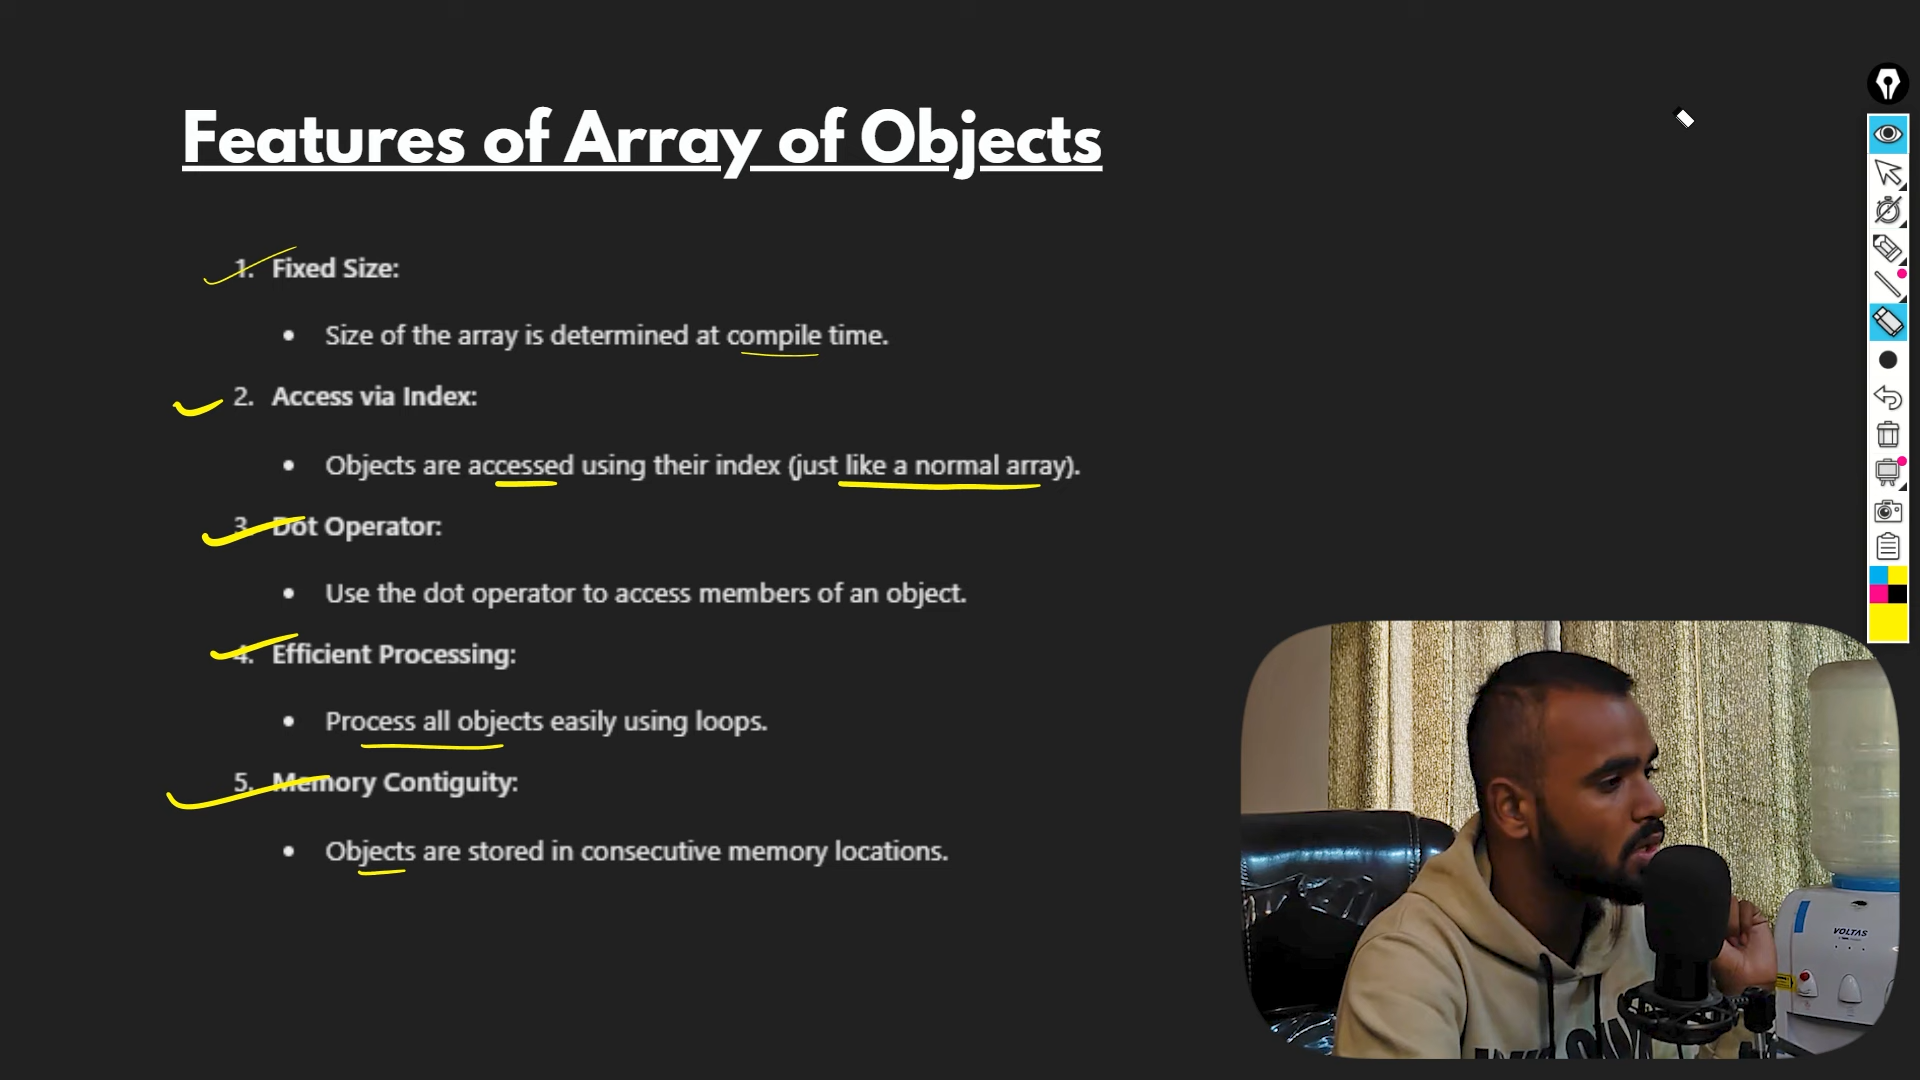 Features of Array of Objects
1. Fixed Size:
• Size of the array is determined at compile time.
2. Access via Index:
• Objects are accessed using their index (just like a normal array).
3. Dot Operator:
• Use the dot operator to access members of an object.
4. Efficient Processing:
• Process all objects easily using loops.
5. Memory Contiguity:
• Objects are stored in consecutive memory locations.
VOLTAS